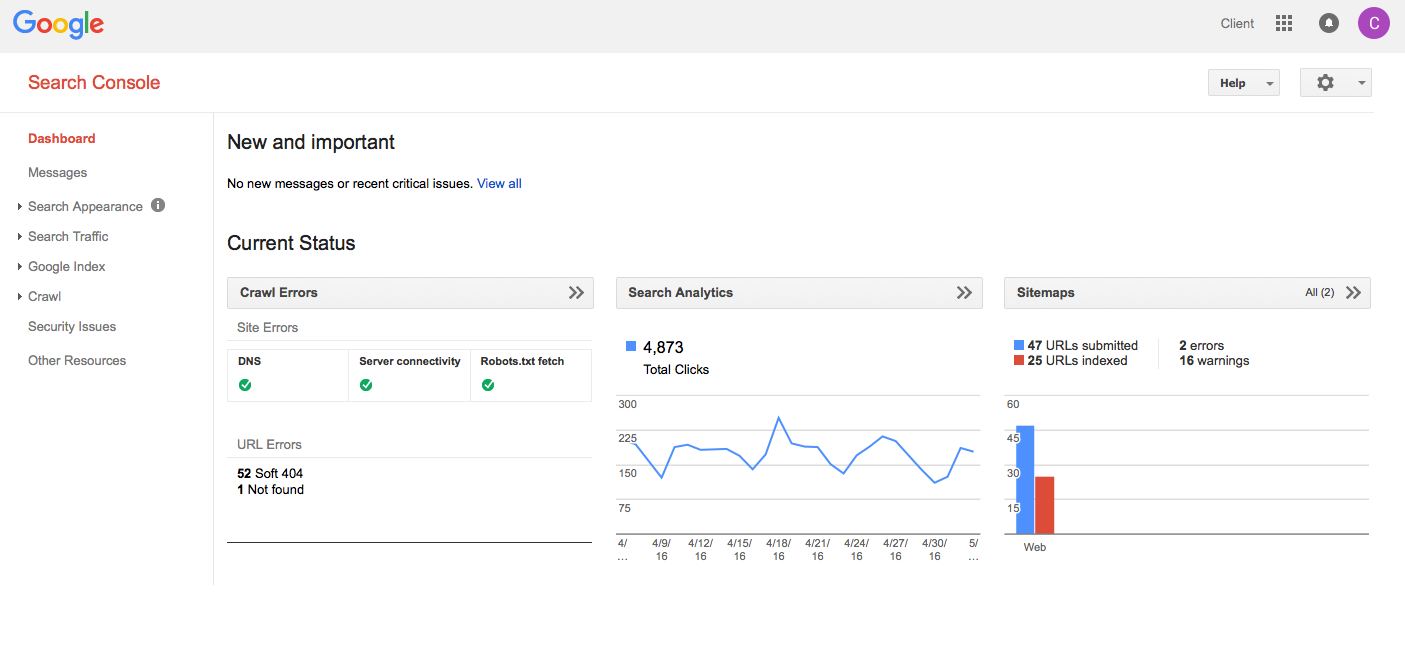 Google
Client
C
Search Console
Help
Dashboard
Messages
Search Appearance i
Search Traffic
Google Index
Crawl
Security Issues
Other Resources
New and important
No new messages or recent critical issues. View all
Current Status
Crawl Errors
Site Errors
DNS Server connectivity Robots.txt fetch
URL Errors
52 Soft 404
1 Not found
Search Analytics
4,873
Total Clicks
300
225
150
75
4/ 4/9/ 4/12/ 4/15/ 4/18/ 4/21/ 4/24/ 4/27/ 4/30/ 5/
... 16 16 16 16 16 16 16 16 ...
Sitemaps All (2)
47 URLs submitted 2 errors
25 URLs indexed 16 warnings
60
45
30
15
Web